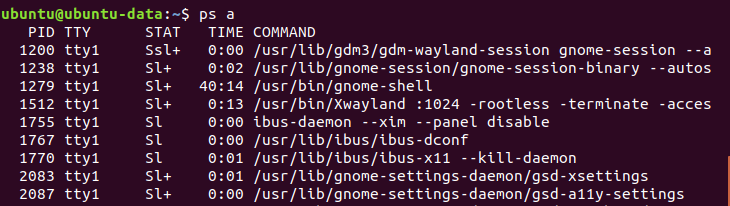 ubuntu@ubuntu-data:~$ ps a
PID TTY STAT TIME COMMAND
1200 tty1 Ssl+ 0:00 /usr/lib/gdm3/gdm-wayland-session gnome-session --a
1238 tty1 Sl+ 0:02 /usr/lib/gnome-session/gnome-session-binary --autos
1279 tty1 Sl+ 40:14 /usr/bin/gnome-shell
1512 tty1 Sl+ 0:13 /usr/bin/Xwayland :1024 -rootless -terminate -acces
1755 tty1 Sl 0:01 ibus-daemon --xim --panel disable
1767 tty1 Sl 0:00 /usr/lib/ibus/ibus-dconf
1770 tty1 Sl 0:01 /usr/lib/ibus/ibus-x11 --kill-daemon
2083 tty1 Sl+ 0:01 /usr/lib/gnome-settings-daemon/gsd-xsettings
2087 tty1 Sl+ 0:00 /usr/lib/gnome-settings-daemon/gsd-a11y-settings